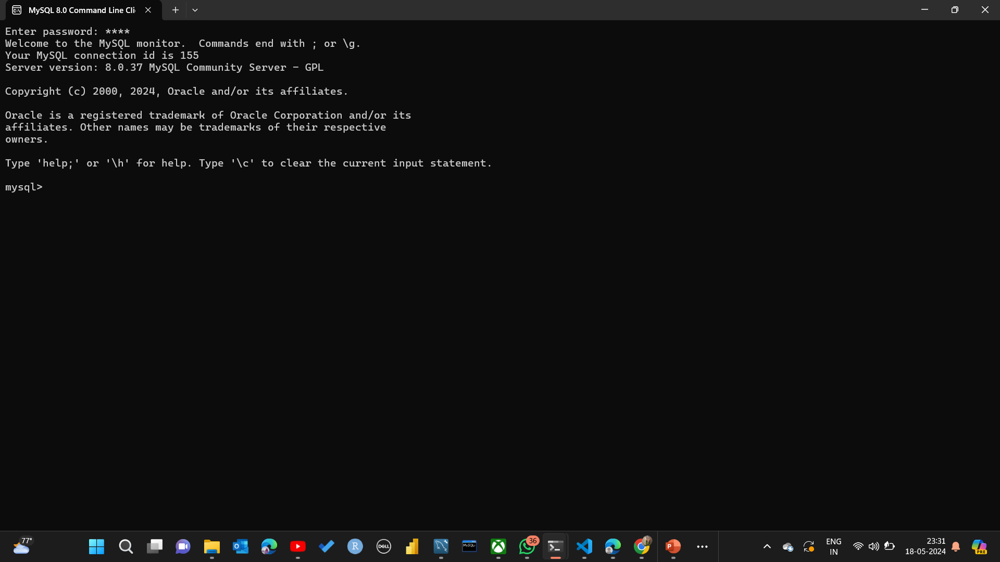 MySQL 8.0 Command Line Cli
Enter password: ****
Welcome to the MySQL monitor.  Commands end with ; or \g.
Your MySQL connection id is 155
Server version: 8.0.37 MySQL Community Server - GPL
Copyright (c) 2000, 2024, Oracle and/or its affiliates.
Oracle is a registered trademark of Oracle Corporation and/or its
affiliates. Other names may be trademarks of their respective
owners.
Type 'help;' or '\h' for help. Type '\c' to clear the current input statement.
mysql>
77°
DELL
MySQL
36
ENG
IN
23:31
18-05-2024
PRE